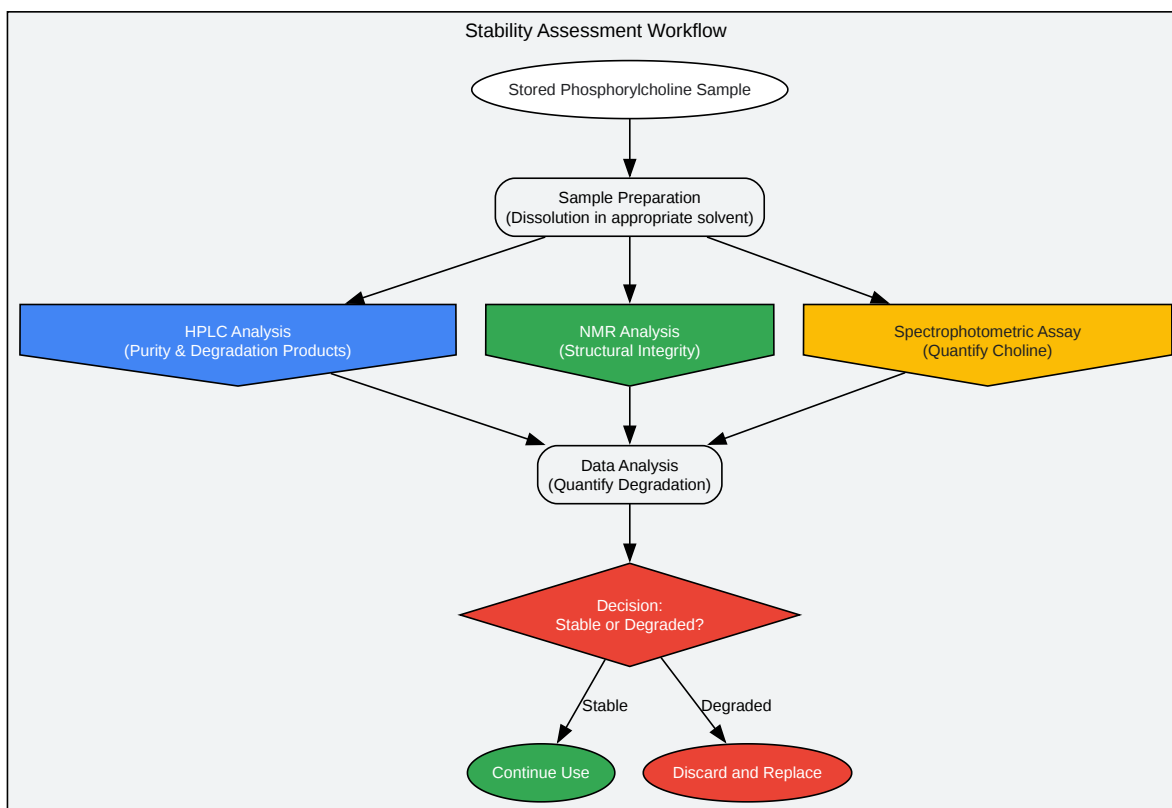 Stability Assessment Workflow
Stored Phosphorylcholine Sample
Sample Preparation
(Dissolution in appropriate solvent)
HPLC Analysis
(Purity & Degradation Products)
NMR Analysis
(Structural Integrity)
Spectrophotometric Assay
(Quantify Choline)
Data Analysis
(Quantify Degradation)
Decision:
Stable or Degraded?
Stable
Degraded
Continue Use
Discard and Replace